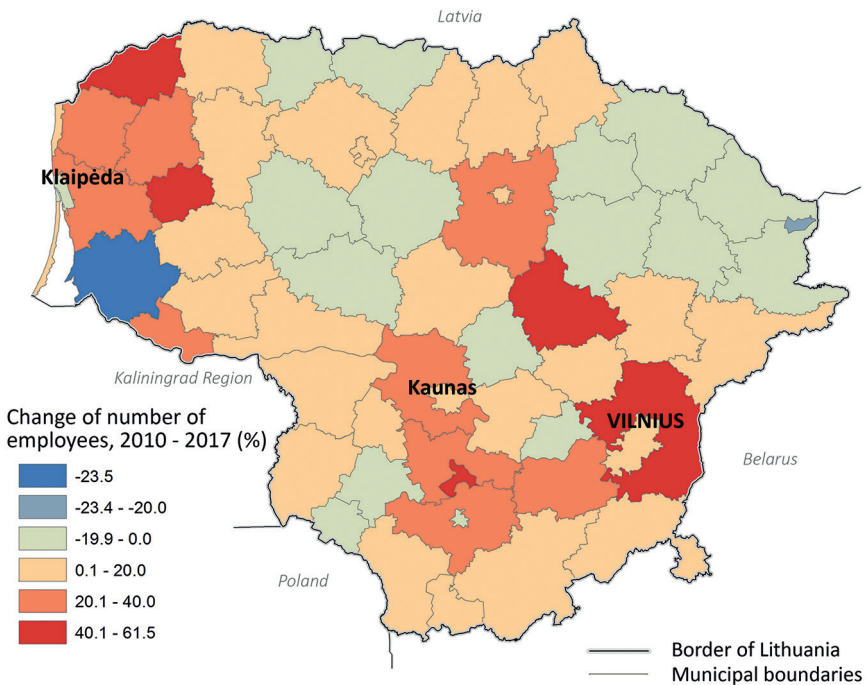 Latvia
Klaipėda
Kaliningrad Region
Kaunas
Change of number of
employees, 2010 - 2017 (%)
VILNIUS
Belarus
-23.5
-23.4 - -20.0
-19.9 - 0.0
0.1 - 20.0
20.1 - 40.0
40.1 - 61.5
Poland
Border of Lithuania
Municipal boundaries